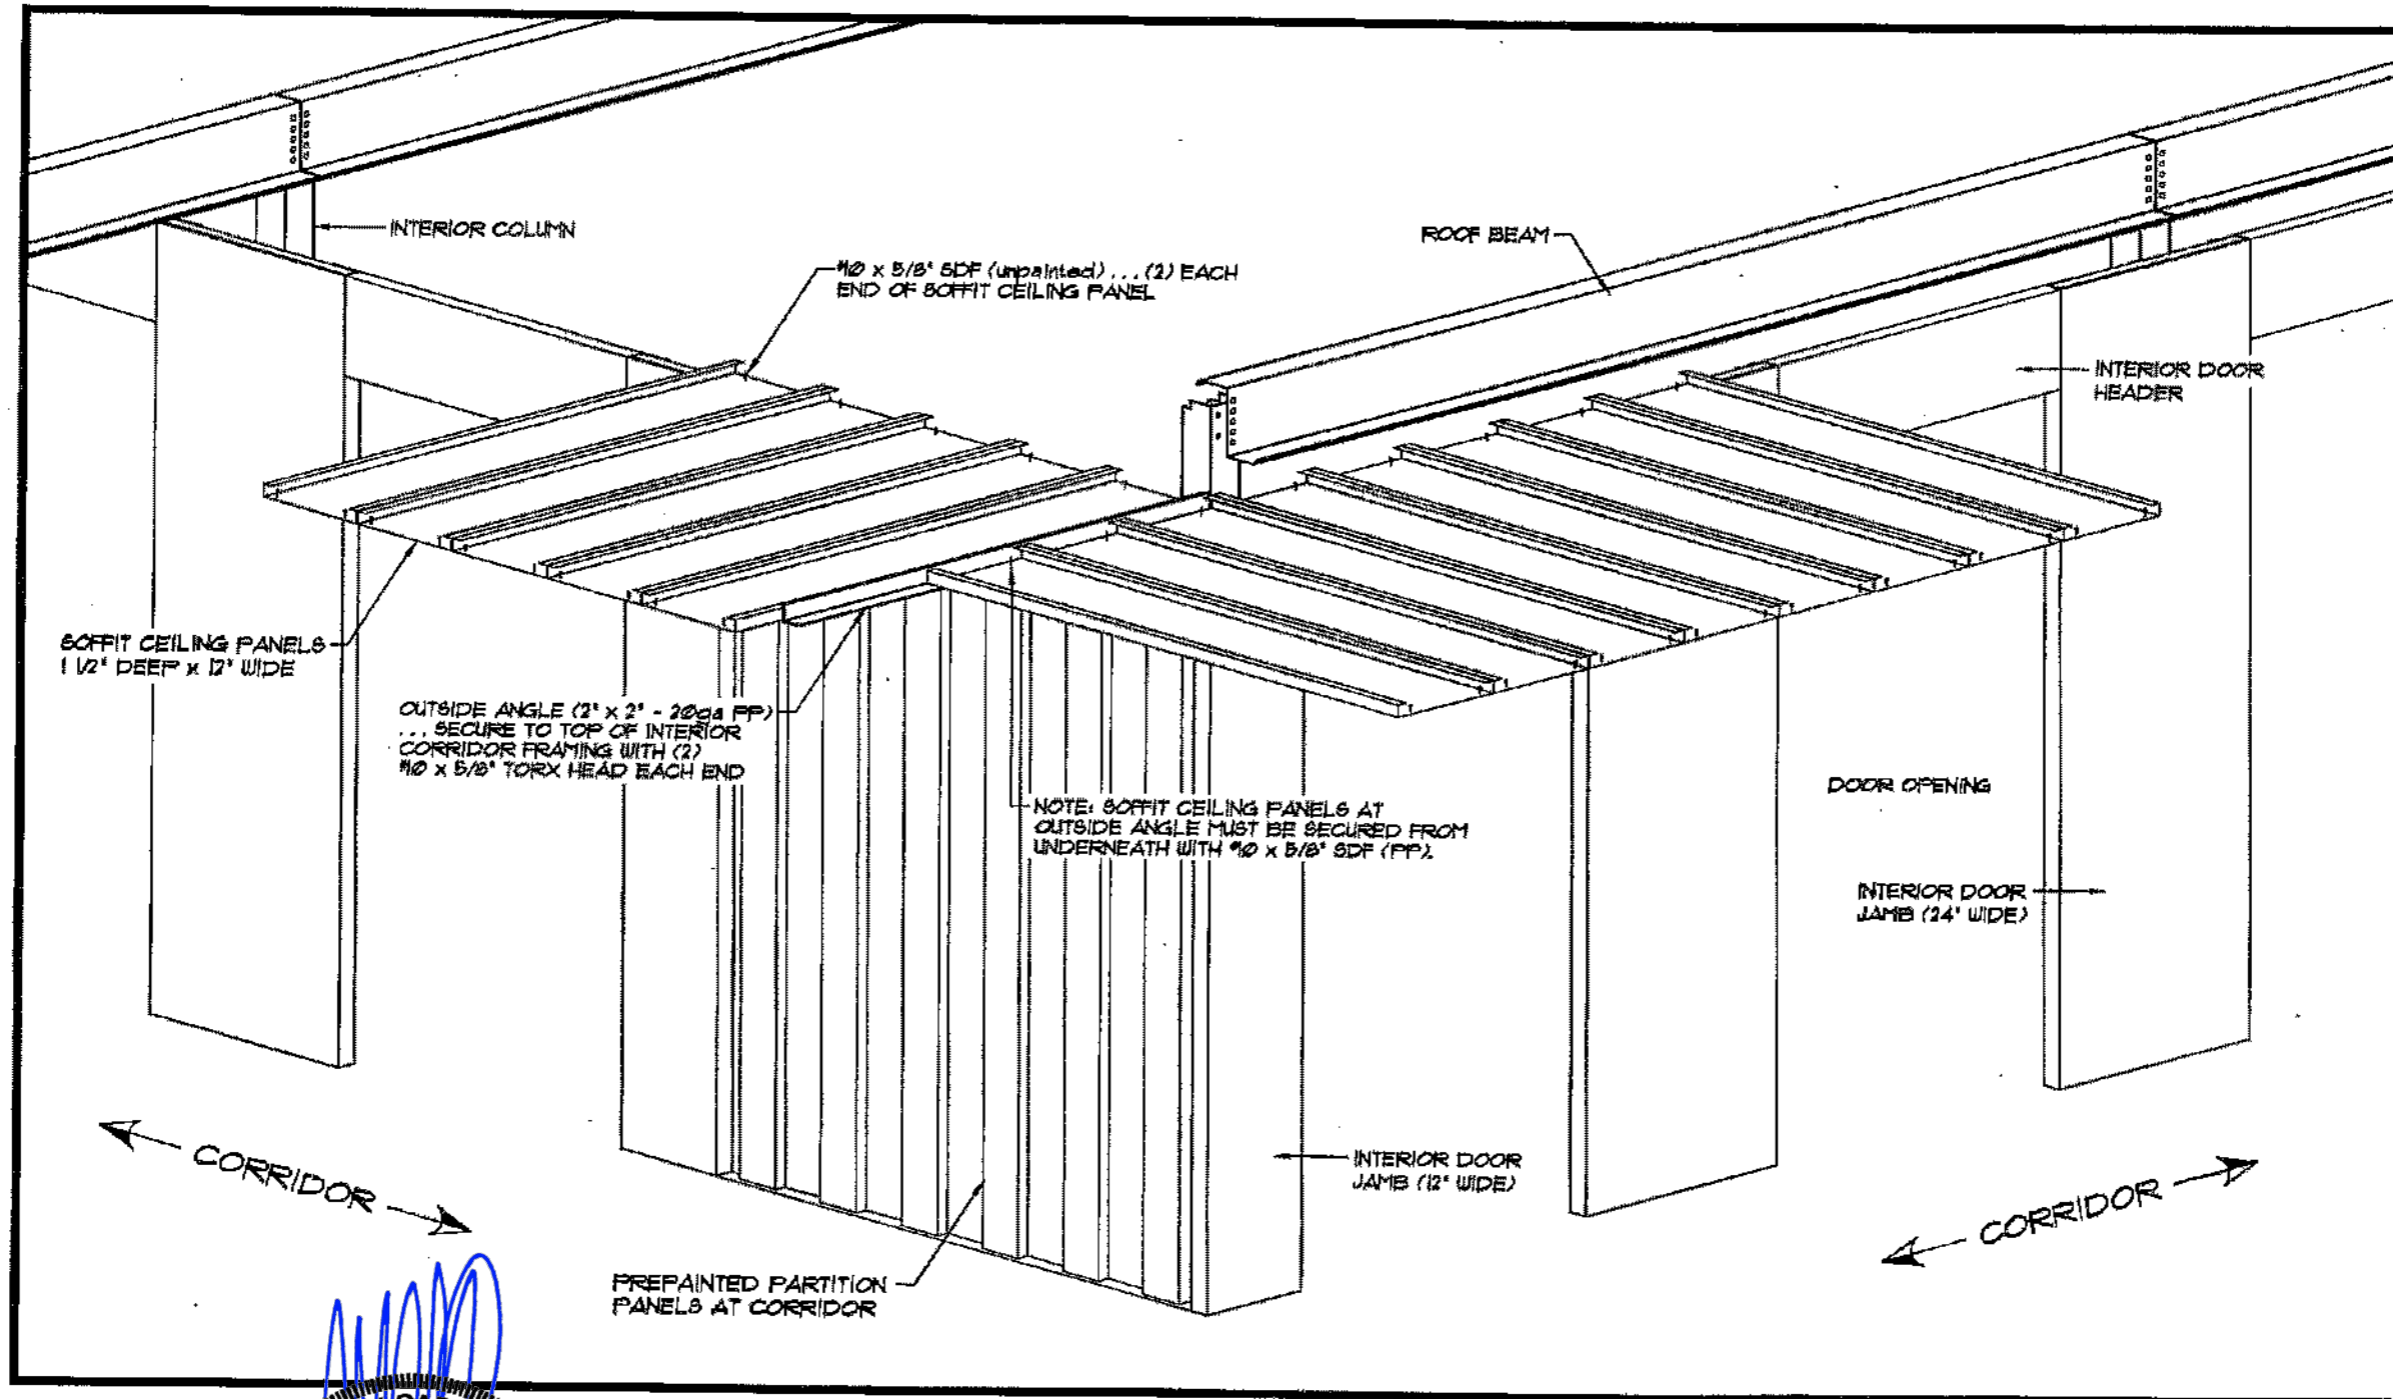 INTERIOR COLUMN
#10 x 5/8" SDF (unpainted) ... (2) EACH
END OF SOFFIT CEILING PANEL
ROOF BEAM
INTERIOR DOOR
HEADER
SOFFIT CEILING PANELS
1 1/2" DEEP x 12" WIDE
OUTSIDE ANGLE (2" x 2" - 20ga PP)
... SECURE TO TOP OF INTERIOR
CORRIDOR FRAMING WITH (2)
#10 x 5/8" TORX HEAD EACH END
NOTE: SOFFIT CEILING PANELS AT
OUTSIDE ANGLE MUST BE SECURED FROM
UNDERNEATH WITH #10 x 5/8" SDF (PP).
DOOR OPENING
INTERIOR DOOR
JAMB (24" WIDE)
CORRIDOR
INTERIOR DOOR
JAMB (12" WIDE)
CORRIDOR
PREPAINTED PARTITION
PANELS AT CORRIDOR